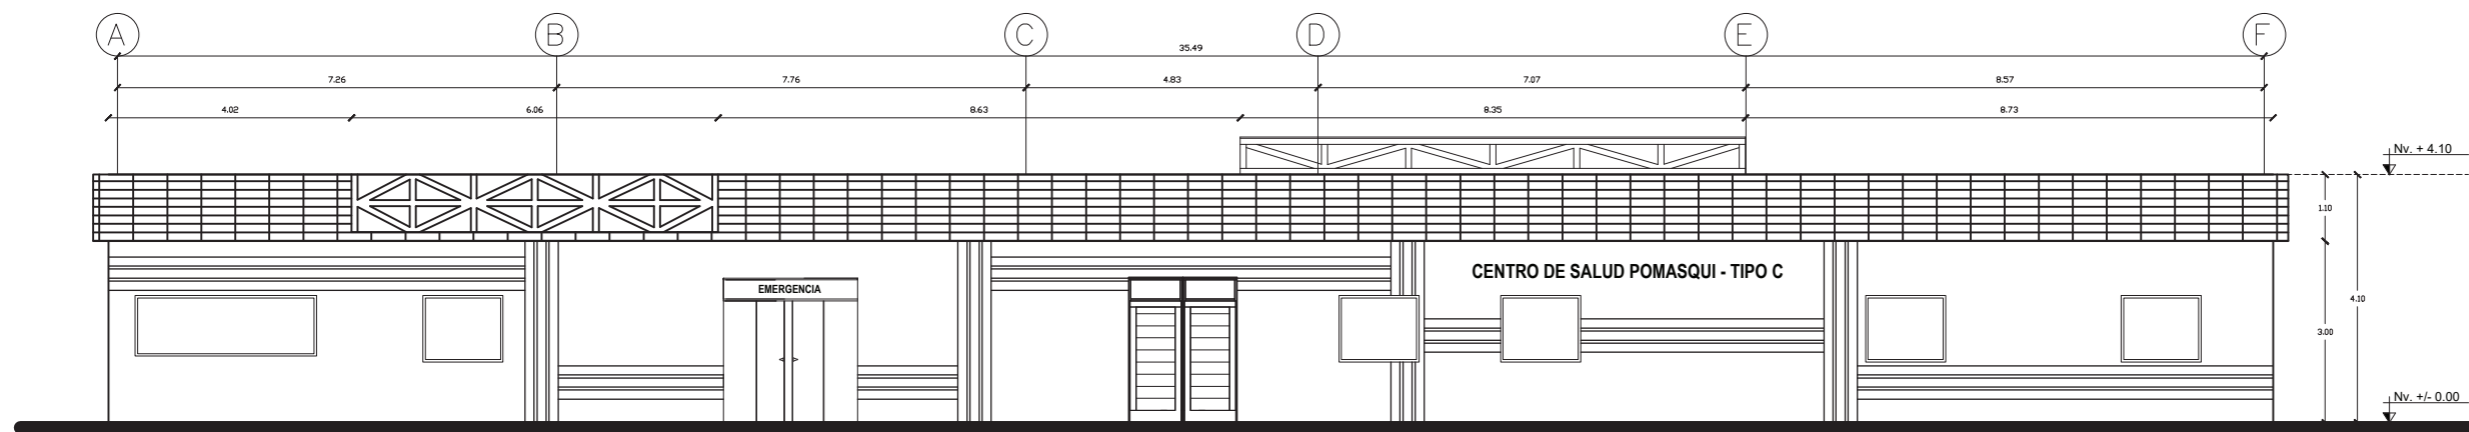 A B C D E F
35.49
7.26 7.76 4.83 7.07 8.57
4.02 6.06 8.63 8.35 8.73
Nv. + 4.10
1.10
CENTRO DE SALUD POMASQUI - TIPO C
EMERGENCIA
4.10
3.00
Nv. +/- 0.00